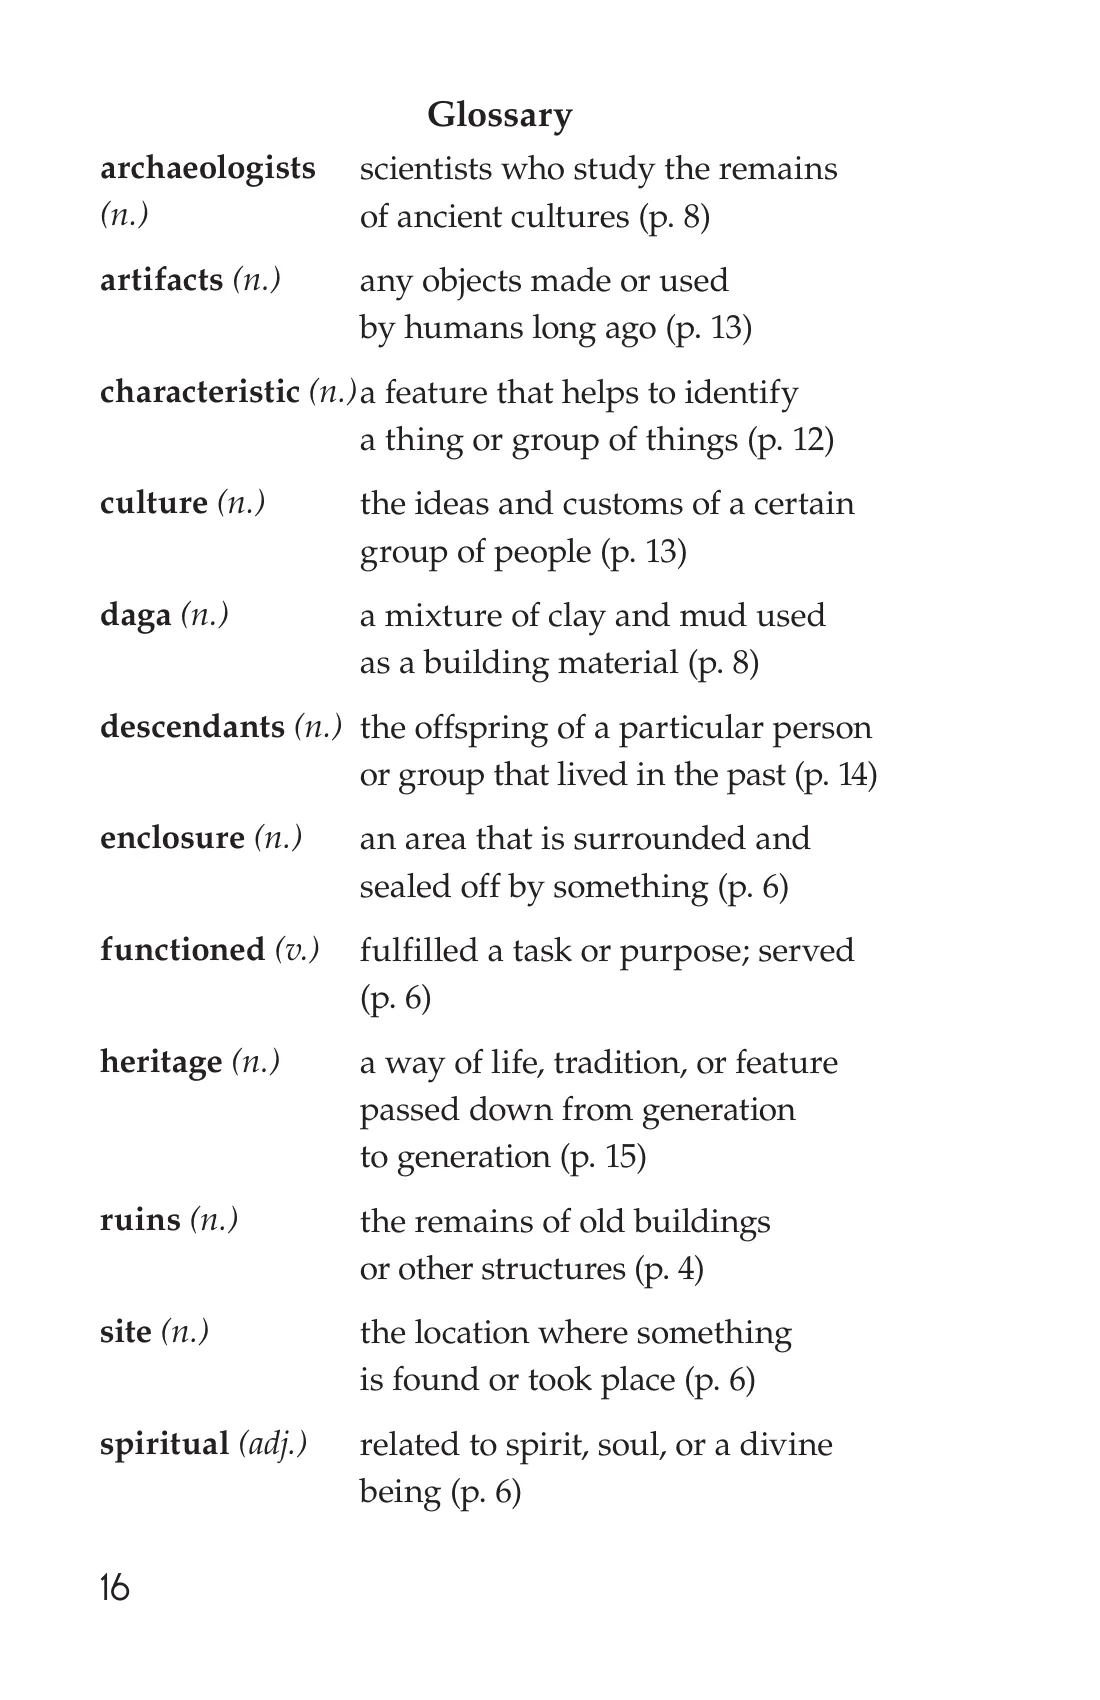 Glossary
archaeologists scientists who study the remains
(n.) of ancient cultures (p. 8)
artifacts (n.) any objects made or used
by humans long ago (p. 13)
characteristic (n.) a feature that helps to identify
a thing or group of things (p. 12)
culture (n.) the ideas and customs of a certain
group of people (p. 13)
daga (n.) a mixture of clay and mud used
as a building material (p. 8)
descendants (n.) the offspring of a particular person
or group that lived in the past (p. 14)
enclosure (n.) an area that is surrounded and
sealed off by something (p. 6)
functioned (v.) fulfilled a task or purpose; served
(p. 6)
heritage (n.) a way of life, tradition, or feature
passed down from generation
to generation (p. 15)
ruins (n.) the remains of old buildings
or other structures (p. 4)
site (n.) the location where something
is found or took place (p. 6)
spiritual (adj.) related to spirit, soul, or a divine
being (p. 6)
16